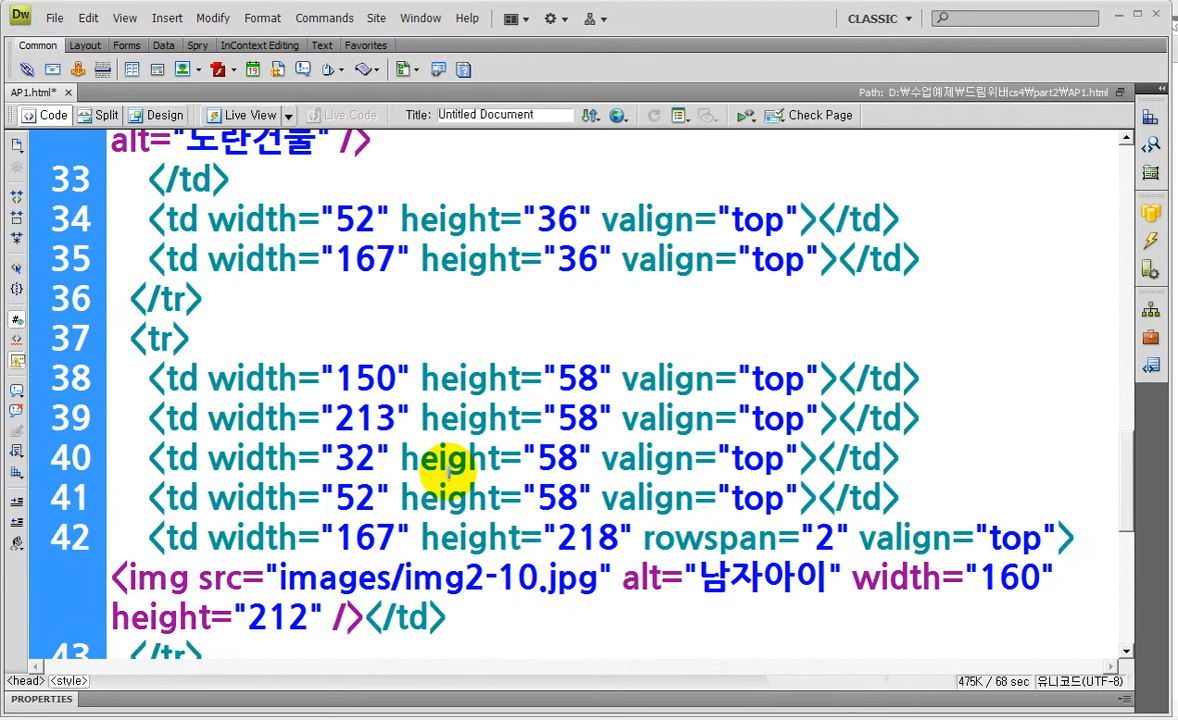 Dw File Edit View Insert Modify Format Commands Site Window Help CLASSIC
Common Layout Forms Data Spry InContext Editing Text Favorites
AP1.html* Path: D:₩수업예제₩드림위버cs4₩part2₩AP1.html
Code Split Design Live View Live Code Title: Untitled Document Check Page
alt="노란건물" />
33 </td>
34 <td width="52" height="36" valign="top"></td>
35 <td width="167" height="36" valign="top"></td>
36 </tr>
37 <tr>
38 <td width="150" height="58" valign="top"></td>
39 <td width="213" height="58" valign="top"></td>
40 <td width="32" height="58" valign="top"></td>
41 <td width="52" height="58" valign="top"></td>
42 <td width="167" height="218" rowspan="2" valign="top">
<img src="images/img2-10.jpg" alt="남자아이" width="160"
height="212" /></td>
43 </tr>
<head> <style> 475K / 68 sec 유니코드(UTF-8)
PROPERTIES